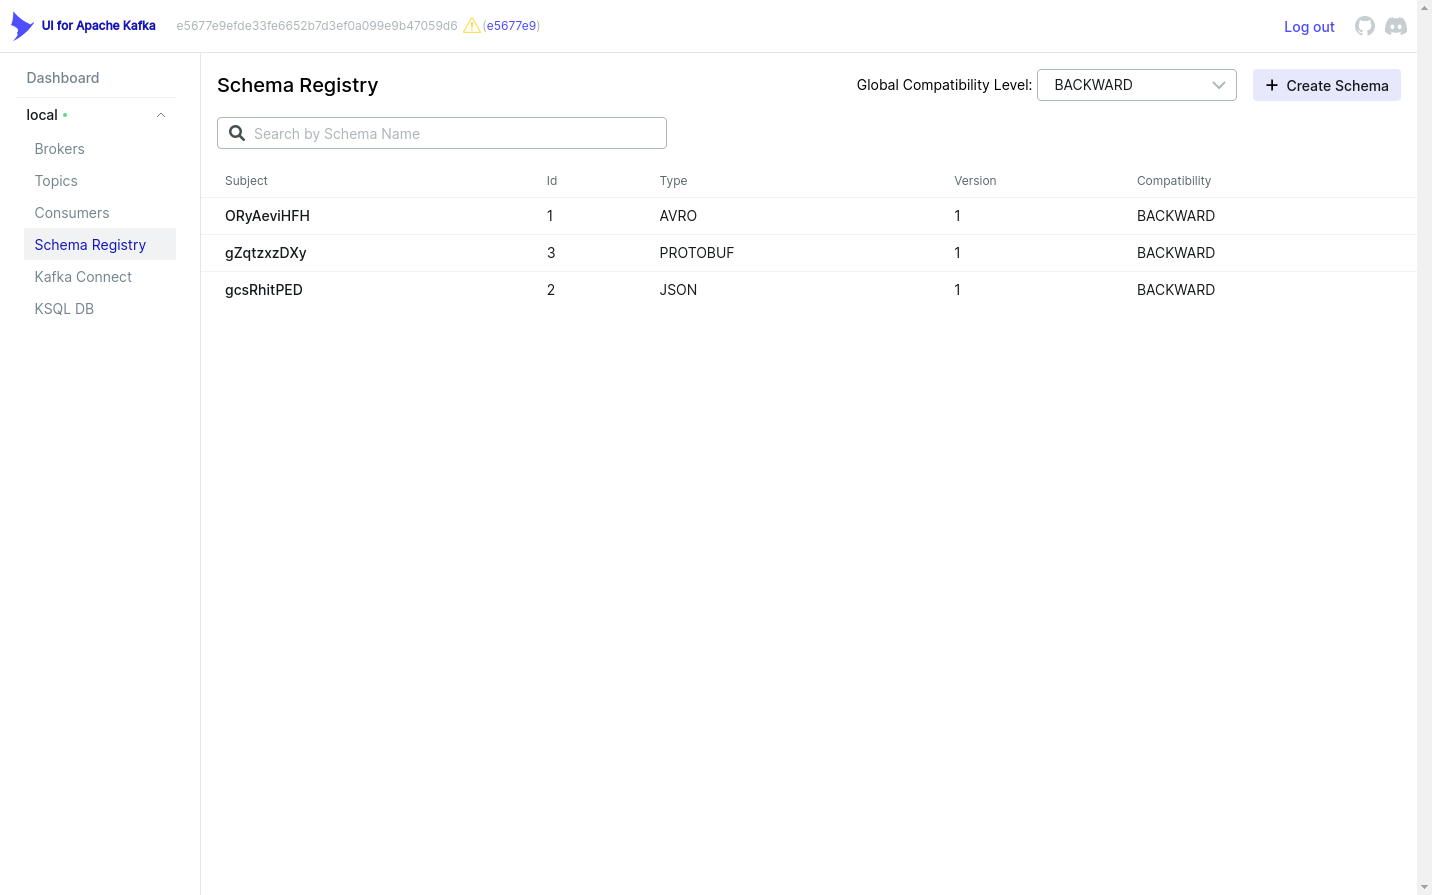 UI for Apache Kafka e5677e9efde33fe6652b7d3ef0a099e9b47059d6 (e5677e9) Log out
Dashboard
local
Brokers
Topics
Consumers
Schema Registry
Kafka Connect
KSQL DB
Schema Registry Global Compatibility Level: BACKWARD Create Schema
Search by Schema Name
Subject Id Type Version Compatibility
ORyAeviHFH 1 AVRO 1 BACKWARD
gZqtzxzDXy 3 PROTOBUF 1 BACKWARD
gcsRhitPED 2 JSON 1 BACKWARD